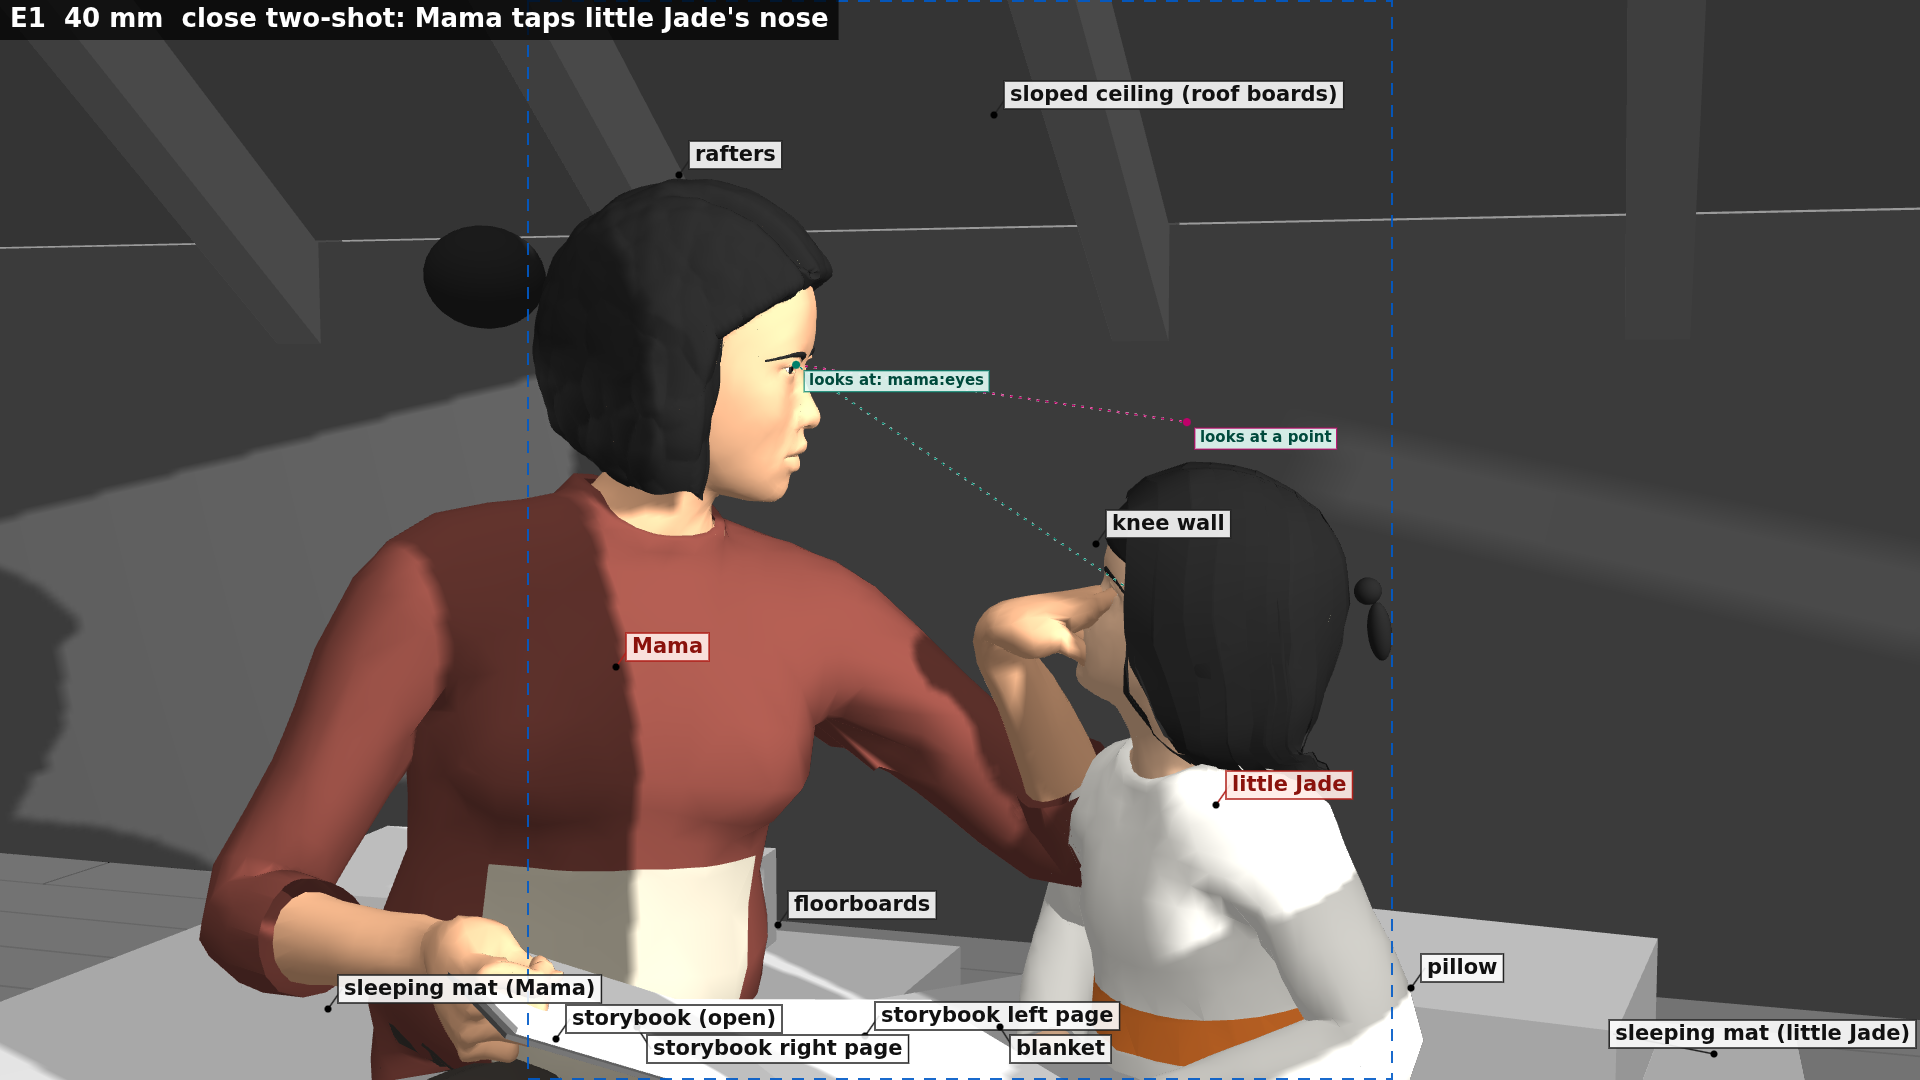 E1  40 mm  close two-shot: Mama taps little Jade's nose
sloped ceiling (roof boards)
rafters
looks at: mama:eyes
looks at a point
knee wall
Mama
little Jade
floorboards
pillow
sleeping mat (Mama)
storybook (open)
storybook left page
sleeping mat (little Jade)
storybook right page
blanket